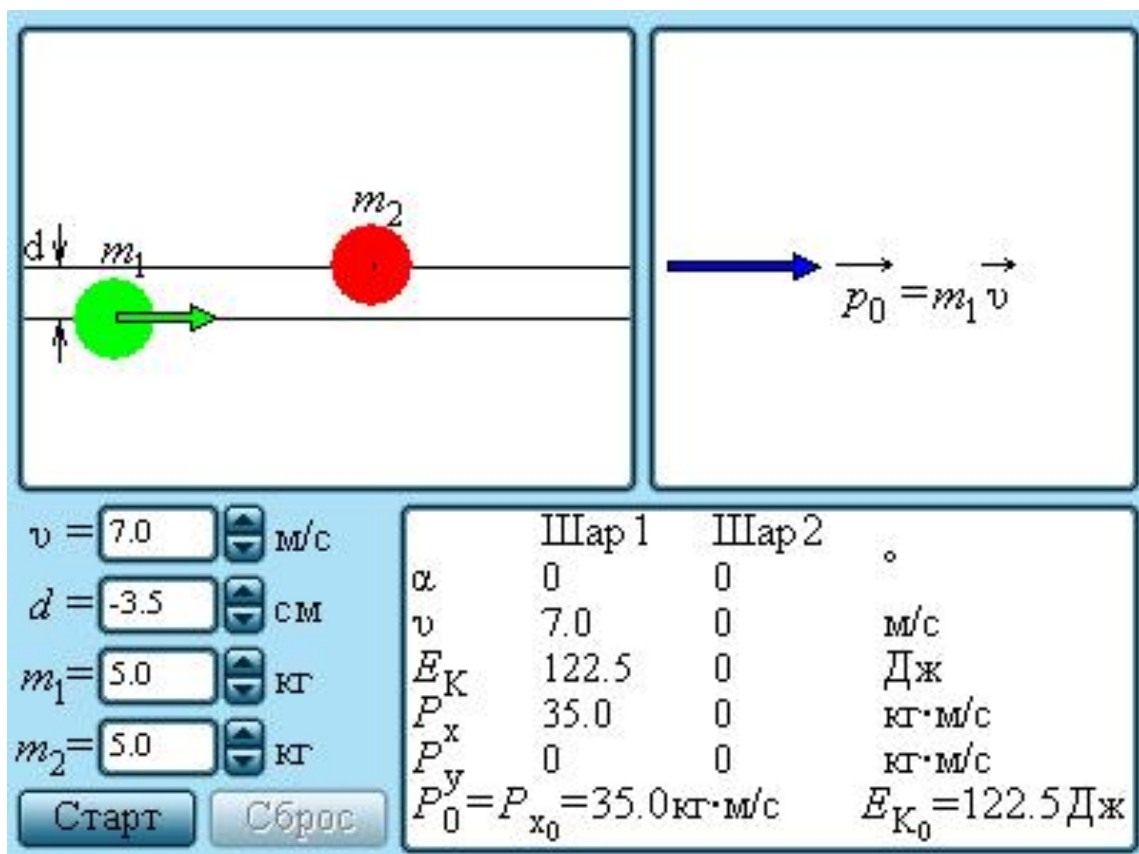 m₂
d m₁
p₀ = m₁ υ
υ = 7.0 м/с
d = -3.5 см
m₁= 5.0 кг
m₂= 5.0 кг
Старт Сброс
Шар 1 Шар 2
α 0 0 °
υ 7.0 0 м/с
Eₖ 122.5 0 Дж
Pₓ 35.0 0 кг·м/с
Py 0 0 кг·м/с
P₀=Pₓ₀=35.0кг·м/с Eₖ₀=122.5Дж